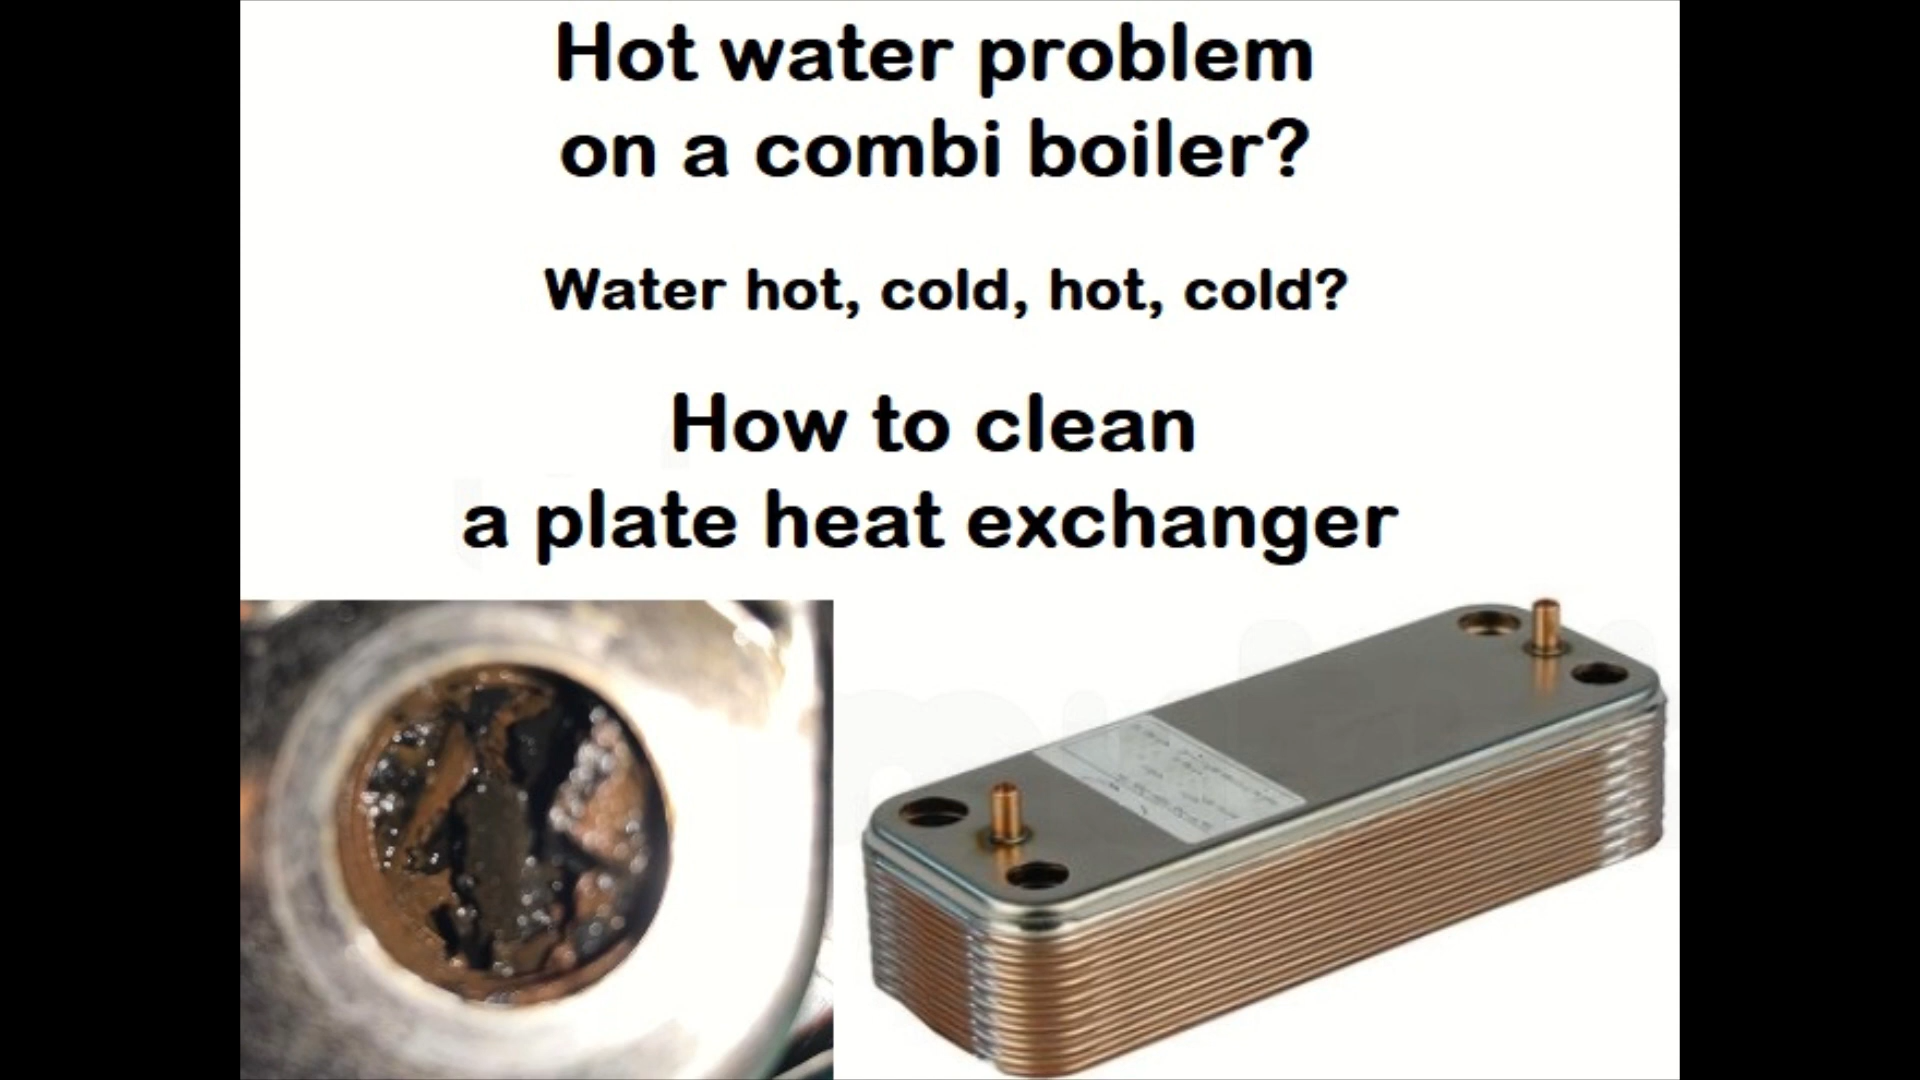 Hot water problem
on a combi boiler?
Water hot, cold, hot, cold?
How to clean
a plate heat exchanger